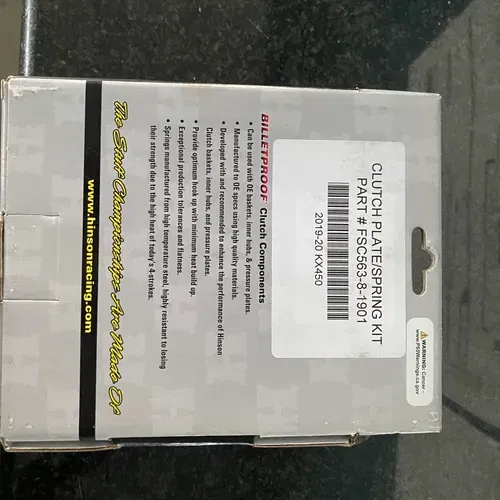 CLUTCH PLATE/SPRING KIT
PART # FSC563-8-1901
2019-20 KX450
WARNING: Cancer -
www.P65Warnings.ca.gov
BILLETPROOF Clutch Components
• Can be used with OE baskets, inner hubs, & pressure plates.
• Manufactured to OE specs using high quality materials.
• Developed with and recommended to enhance the performance of Hinson
Clutch baskets, inner hubs, and pressure plates.
• Provide optimum hook up with minimum heat build up.
• Exceptional production tolerances and flatness.
• Springs manufactured from high temperature steel, highly resistant to losing
their strength due to the high heat of today's 4-strokes.
www.hinsonracing.com
The Stuff Championships Are Made Of